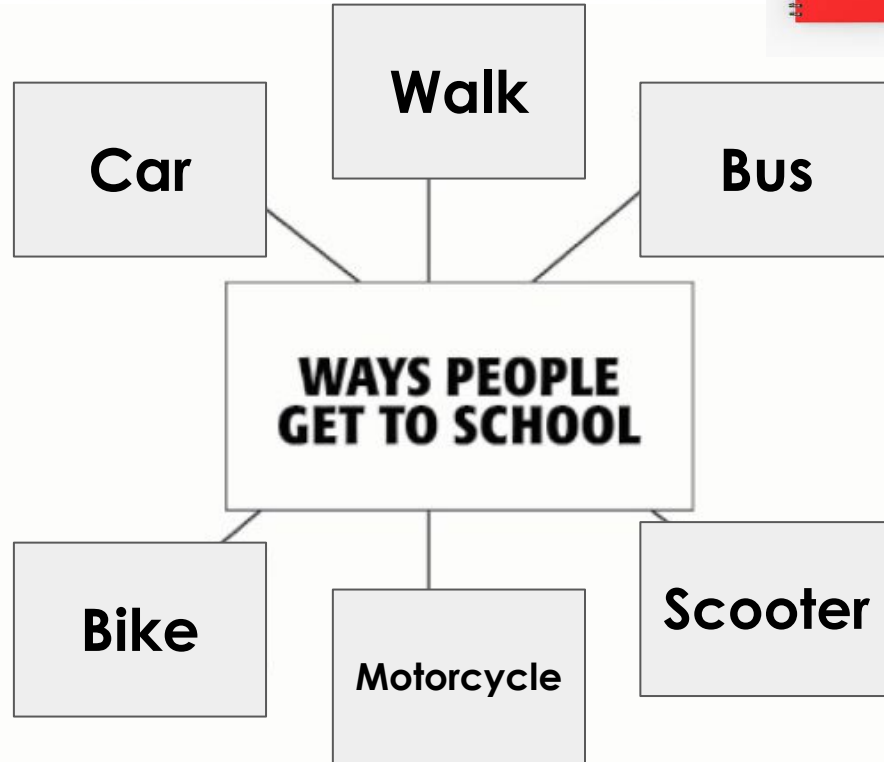 Walk
Car
Bus
WAYS PEOPLE
GET TO SCHOOL
Bike
Scooter
Motorcycle